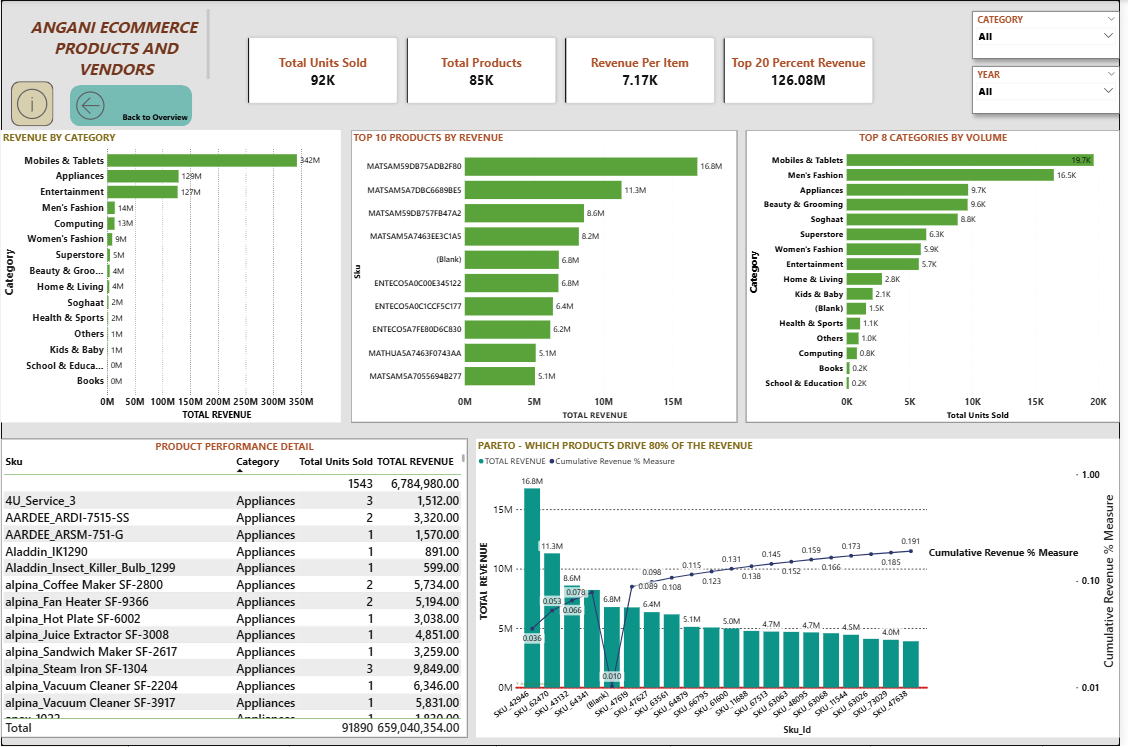 ANGANI ECOMMERCE
PRODUCTS AND
VENDORS
Back to Overview
Total Units Sold
92K
Total Products
85K
Revenue Per Item
7.17K
Top 20 Percent Revenue
126.08M
CATEGORY
All
YEAR
All
REVENUE BY CATEGORY
Category
Mobiles & Tablets 342M
Appliances 129M
Entertainment 127M
Men's Fashion 14M
Computing 13M
Women's Fashion 9M
Superstore 5M
Beauty & Groo... 4M
Home & Living 4M
Soghaat 2M
Health & Sports 2M
Others 1M
Kids & Baby 1M
School & Educa... 0M
Books 0M
0M 50M 100M 150M 200M 250M 300M 350M
TOTAL REVENUE
TOP 10 PRODUCTS BY REVENUE
Sku
MATSAM59DB75ADB2F80 16.8M
MATSAM5A7DBC6689BE5 11.3M
MATSAM59DB757FB47A2 8.6M
MATSAM5A7463EE3C1A5 8.2M
(Blank) 6.8M
ENTECO5A0C00E345122 6.8M
ENTECO5A0C1CCF5C177 6.4M
ENTECO5A7FE80D6C830 6.2M
MATHUA5A7463F0743AA 5.1M
MATSAM5A7055694B277 5.1M
0M 5M 10M 15M
TOTAL REVENUE
TOP 8 CATEGORIES BY VOLUME
Category
Mobiles & Tablets 19.7K
Men's Fashion 16.5K
Appliances 9.7K
Beauty & Grooming 9.6K
Soghaat 8.8K
Superstore 6.3K
Women's Fashion 5.9K
Entertainment 5.7K
Home & Living 2.8K
Kids & Baby 2.1K
(Blank) 1.5K
Health & Sports 1.1K
Others 1.0K
Computing 0.8K
Books 0.2K
School & Education 0.2K
0K 5K 10K 15K 20K
Total Units Sold
PRODUCT PERFORMANCE DETAIL
Sku Category Total Units Sold TOTAL REVENUE
1543 6,784,980.00
4U_Service_3 Appliances 3 1,512.00
AARDEE_ARDI-7515-SS Appliances 2 3,320.00
AARDEE_ARSM-751-G Appliances 1 1,570.00
Aladdin_IK1290 Appliances 1 891.00
Aladdin_Insect_Killer_Bulb_1299 Appliances 1 599.00
alpina_Coffee Maker SF-2800 Appliances 2 5,734.00
alpina_Fan Heater SF-9366 Appliances 2 5,194.00
alpina_Hot Plate SF-6002 Appliances 1 3,038.00
alpina_Juice Extractor SF-3008 Appliances 1 4,851.00
alpina_Sandwich Maker SF-2617 Appliances 1 3,259.00
alpina_Steam Iron SF-1304 Appliances 3 9,849.00
alpina_Vacuum Cleaner SF-2204 Appliances 1 6,346.00
alpina_Vacuum Cleaner SF-3917 Appliances 1 5,831.00
Total 91890 659,040,354.00
PARETO - WHICH PRODUCTS DRIVE 80% OF THE REVENUE
TOTAL REVENUE Cumulative Revenue % Measure
TOTAL REVENUE
15M
10M
5M
0M
16.8M 11.3M 8.6M 6.8M 6.4M 5.1M 5.0M 4.7M 4.7M 4.5M 4.0M
0.036 0.053 0.066 0.078 0.010 0.089 0.098 0.108 0.115 0.123 0.131 0.138 0.145 0.152 0.159 0.166 0.173 0.185 0.191
Cumulative Revenue % Measure
1.00
0.10
0.01
Cumulative Revenue % Measure
SKU_42946 SKU_62470 SKU_43132 SKU_64341 (Blank) SKU_47619 SKU_47627 SKU_63561 SKU_64879 SKU_66795 SKU_61600 SKU_11688 SKU_67513 SKU_63063 SKU_48095 SKU_63068 SKU_11544 SKU_63026 SKU_73029 SKU_47638
Sku_Id